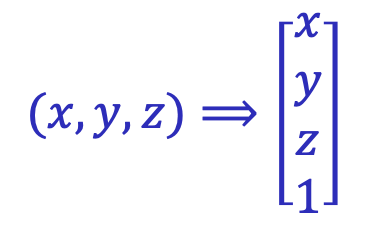 (x, y, z) ⇒ [x
y
z
1]